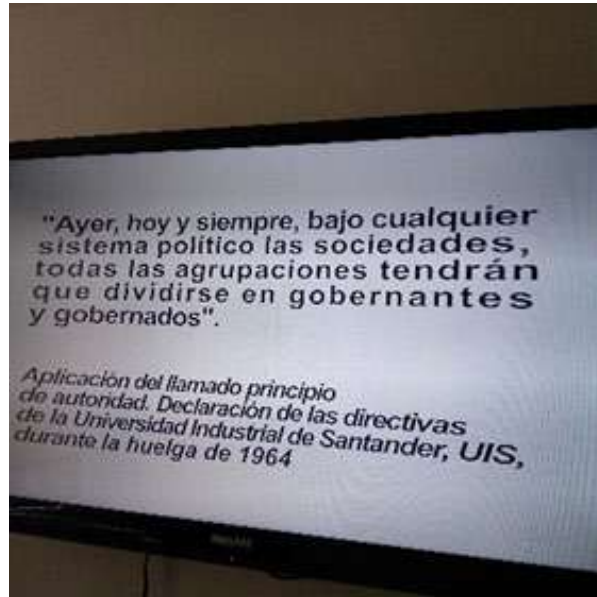 "Ayer, hoy y siempre, bajo cualquier
sistema político las sociedades,
todas las agrupaciones tendrán
que dividirse en gobernantes
y gobernados".
Aplicación del llamado principio
de autoridad. Declaración de las directivas
de la Universidad Industrial de Santander, UIS,
durante la huelga de 1964